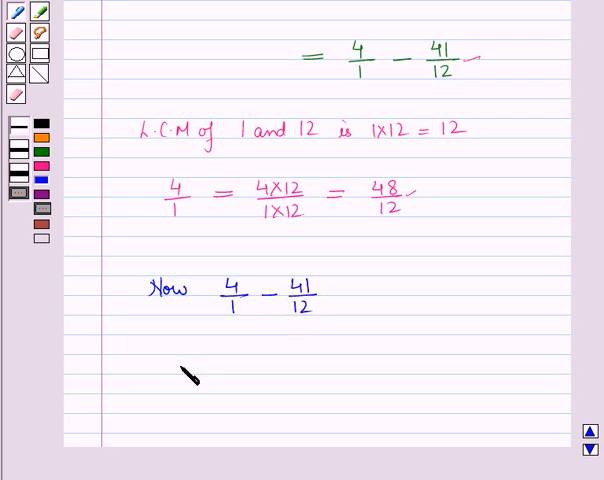 = 4/1 - 41/12
L.C.M of 1 and 12 is 1×12 = 12
4/1 = 4×12/1×12 = 48/12
Now 4/1 - 41/12